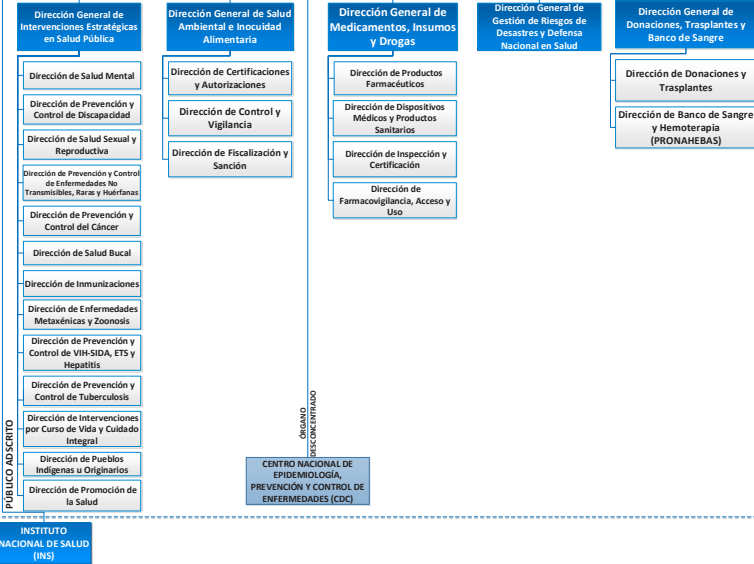 Dirección General de
Intervenciones Estratégicas
en Salud Pública
Dirección de Salud Mental
Dirección de Prevención y
Control de Discapacidad
Dirección de Salud Sexual y
Reproductiva
Dirección de Prevención y Control
de Enfermedades No
Transmisibles, Raras y Huérfanas
Dirección de Prevención y
Control del Cáncer
Dirección de Salud Bucal
Dirección de Inmunizaciones
Dirección de Enfermedades
Metaxénicas y Zoonosis
Dirección de Prevención y
Control de VIH-SIDA, ETS y
Hepatitis
Dirección de Prevención y
Control de Tuberculosis
Dirección de Intervenciones
por Curso de Vida y Cuidado
Integral
Dirección de Pueblos
Indígenas u Originarios
Dirección de Promoción de
la Salud
Dirección General de Salud
Ambiental e Inocuidad
Alimentaria
Dirección de Certificaciones
y Autorizaciones
Dirección de Control y
Vigilancia
Dirección de Fiscalización y
Sanción
Dirección General de
Medicamentos, Insumos
y Drogas
Dirección de Productos
Farmacéuticos
Dirección de Dispositivos
Médicos y Productos
Sanitarios
Dirección de Inspección y
Certificación
Dirección de
Farmacovigilancia, Acceso y
Uso
Dirección General de
Gestión de Riesgos de
Desastres y Defensa
Nacional en Salud
Dirección General de
Donaciones, Trasplantes y
Banco de Sangre
Dirección de Donaciones y
Trasplantes
Dirección de Banco de Sangre
y Hemoterapia
(PRONAHEBAS)
ÓRGANO
DESCONCENTRADO
CENTRO NACIONAL DE
EPIDEMIOLOGÍA,
PREVENCIÓN Y CONTROL DE
ENFERMEDADES (CDC)
PÚBLICO ADSCRITO
INSTITUTO
NACIONAL DE SALUD
(INS)